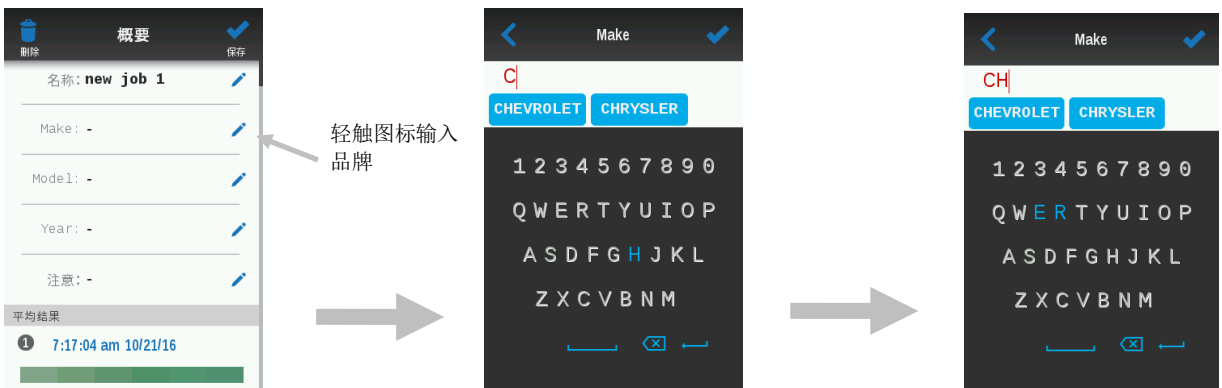 概要
删除
保存
名称: new job 1
Make: -
Model: -
Year: -
注意: -
平均结果
1 7:17:04 am 10/21/16
轻触图标输入
品牌
Make
C
CHEVROLET CHRYSLER
1 2 3 4 5 6 7 8 9 0
Q W E R T Y U I O P
A S D F G H J K L
Z X C V B N M
Make
CH
CHEVROLET CHRYSLER
1 2 3 4 5 6 7 8 9 0
Q W E R T Y U I O P
A S D F G H J K L
Z X C V B N M